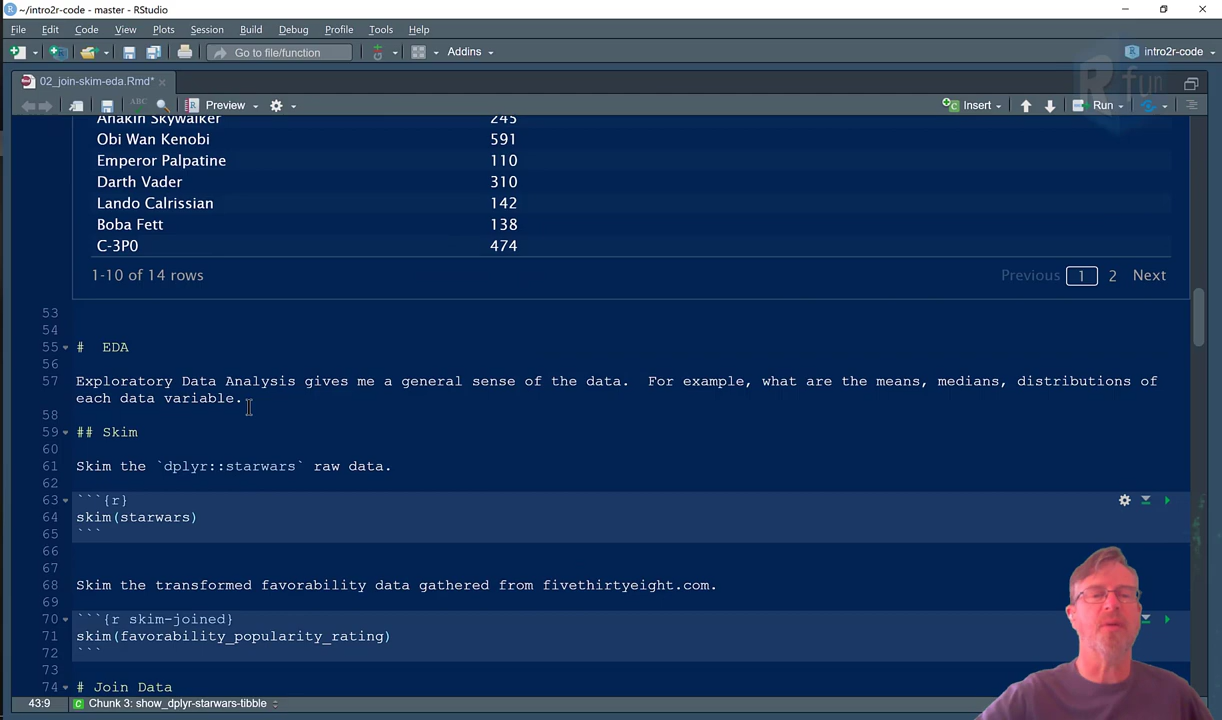 ~/intro2r-code - master - RStudio
File Edit Code View Plots Session Build Debug Profile Tools Help
Go to file/function Addins intro2r-code
R fun
02_join-skim-eda.Rmd*
ABC Preview Insert Run
Anakin Skywalker 245
Obi Wan Kenobi 591
Emperor Palpatine 110
Darth Vader 310
Lando Calrissian 142
Boba Fett 138
C-3P0 474
1-10 of 14 rows Previous 1 2 Next
53
54
55 # EDA
56
57 Exploratory Data Analysis gives me a general sense of the data. For example, what are the means, medians, distributions of
each data variable.
58
59 ## Skim
60
61 Skim the `dplyr::starwars` raw data.
62
63 ```{r}
64 skim(starwars)
65 ```
66
67
68 Skim the transformed favorability data gathered from fivethirtyeight.com.
69
70 ```{r skim-joined}
71 skim(favorability_popularity_rating)
72 ```
73
74 # Join Data
43:9 Chunk 3: show_dplyr-starwars-tibble